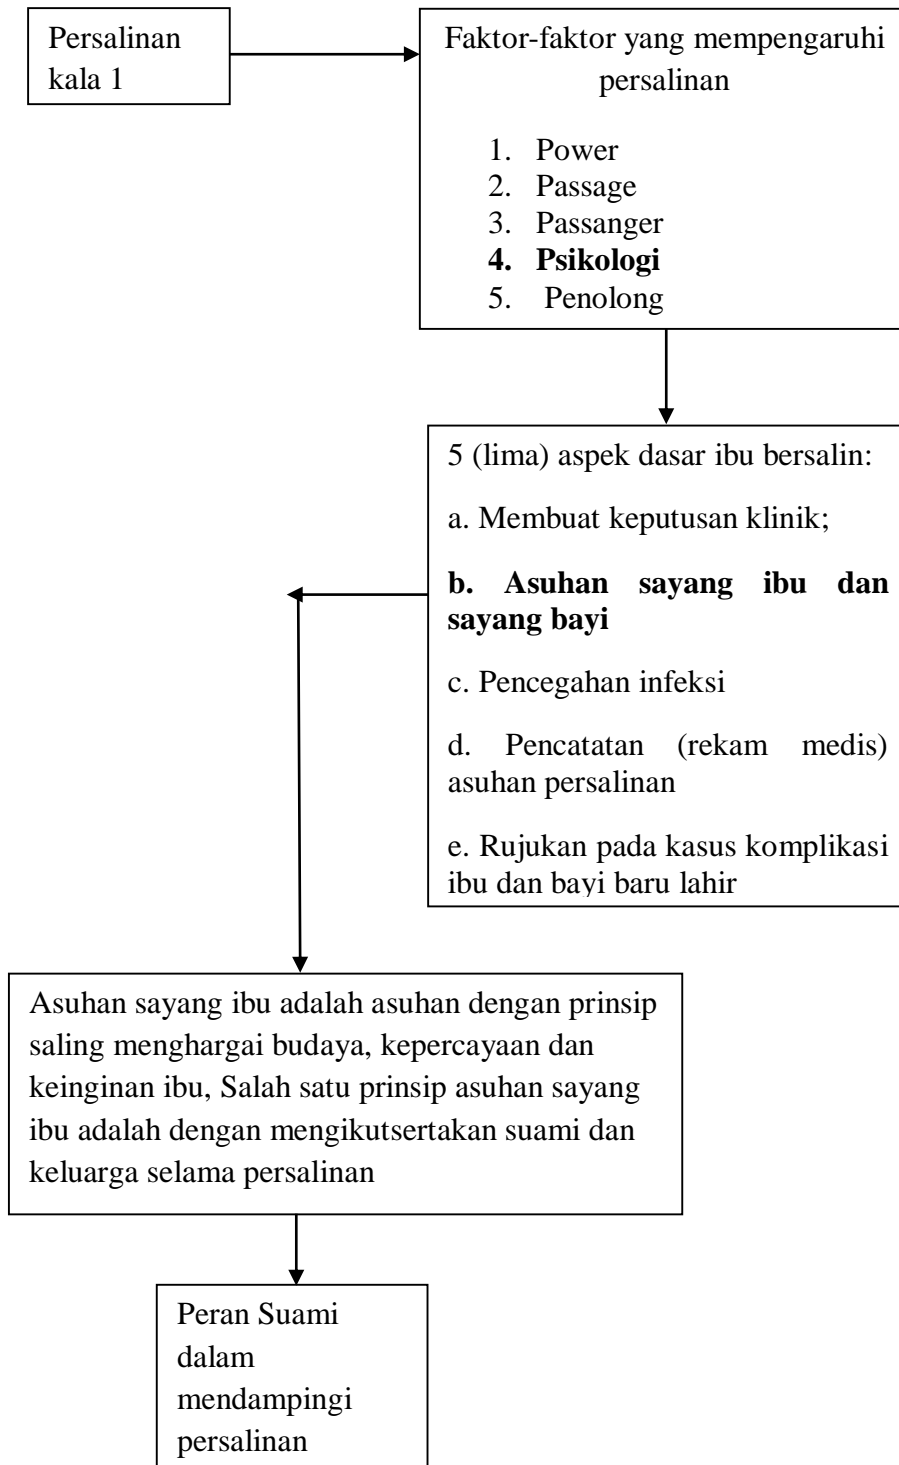 Persalinan
kala 1
Faktor-faktor yang mempengaruhi
persalinan
1. Power
2. Passage
3. Passanger
4. Psikologi
5. Penolong
5 (lima) aspek dasar ibu bersalin:
a. Membuat keputusan klinik;
b. Asuhan sayang ibu dan
sayang bayi
c. Pencegahan infeksi
d. Pencatatan (rekam medis)
asuhan persalinan
e. Rujukan pada kasus komplikasi
ibu dan bayi baru lahir
Asuhan sayang ibu adalah asuhan dengan prinsip
saling menghargai budaya, kepercayaan dan
keinginan ibu, Salah satu prinsip asuhan sayang
ibu adalah dengan mengikutsertakan suami dan
keluarga selama persalinan
Peran Suami
dalam
mendampingi
persalinan